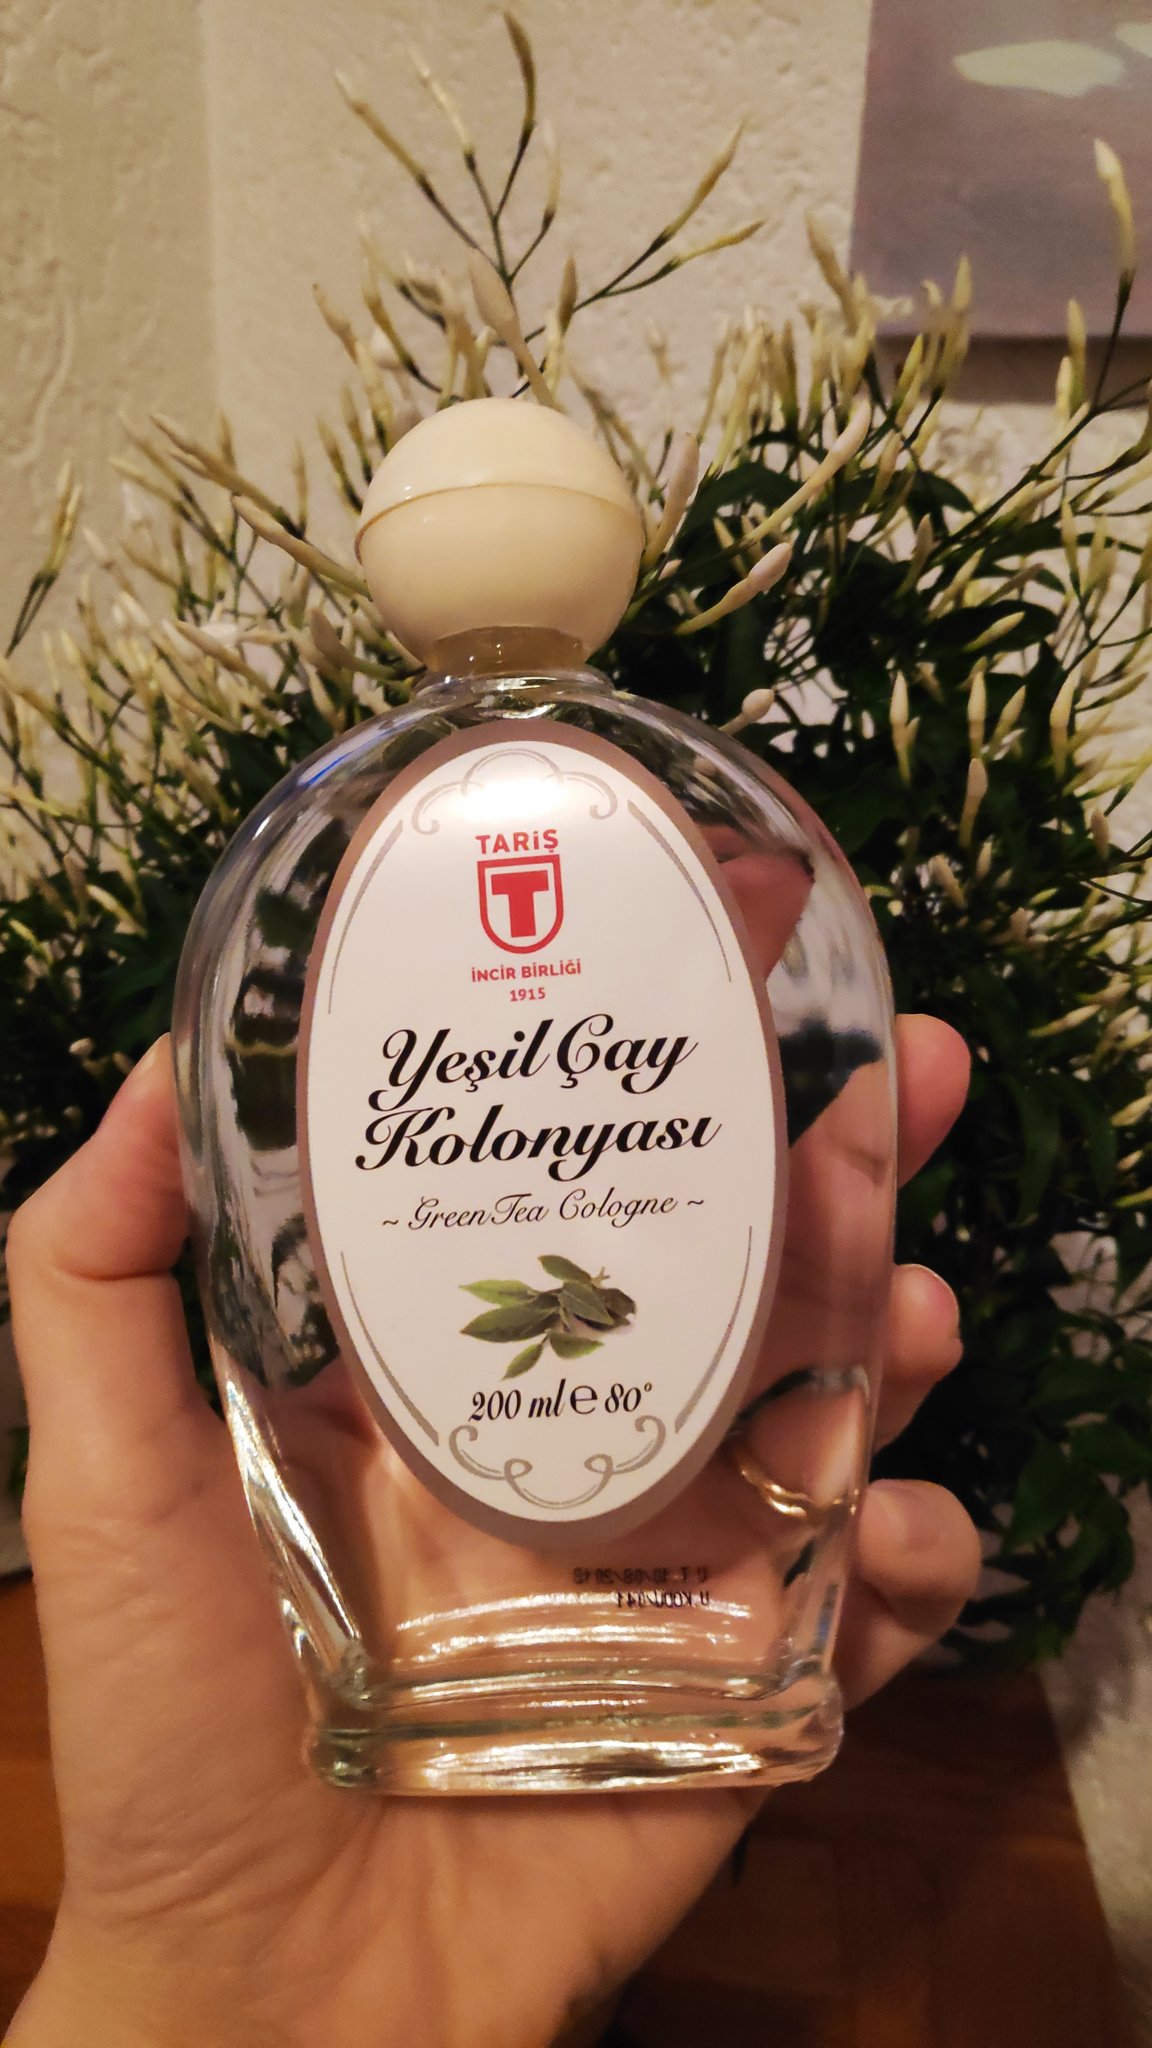 TARİŞ
T
İNCİR BİRLİĞİ
1915
Yeşil Çay
Kolonyası
~ Green Tea Cologne ~
200 ml e 80°